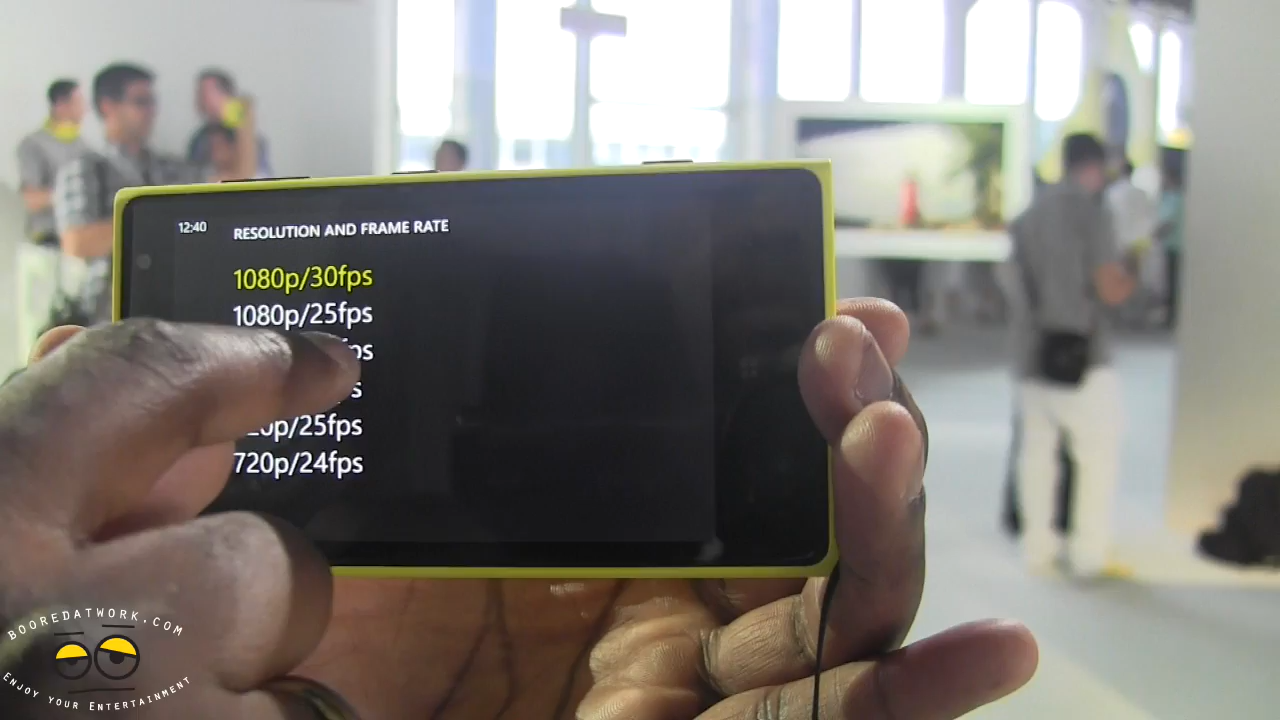 12:40
RESOLUTION AND FRAME RATE
1080p/30fps
1080p/25fps
720p/24fps
BOOREDATWORK.COM
ENJOY YOUR ENTERTAINMENT